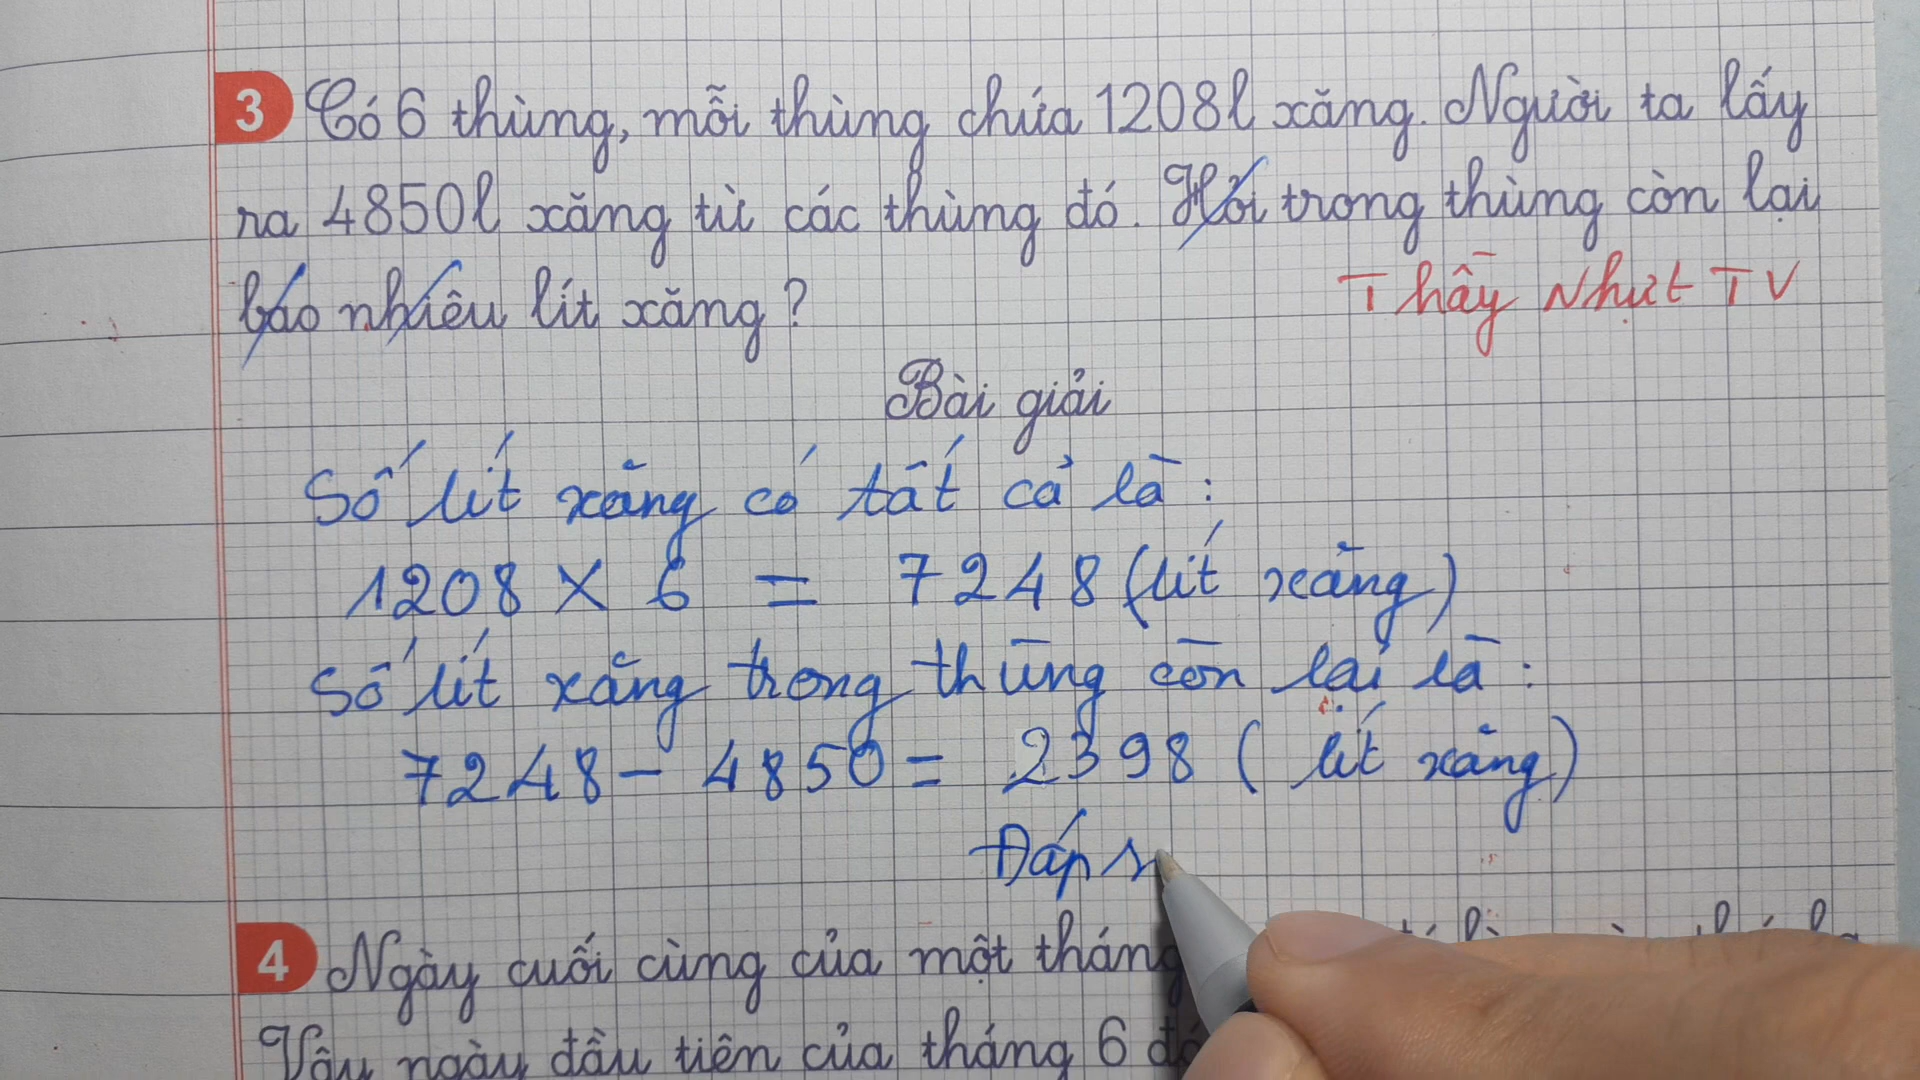 3 Có 6 thùng, mỗi thùng chứa 1208l xăng. Người ta lấy
ra 4850l xăng từ các thùng đó. Hỏi trong thùng còn lại
báo nhiêu lít xăng?
Thầy Nhựt TV
Bài giải
Số lít xăng có tất cả là:
1208 × 6 = 7248 (lít xăng)
Số lít xăng trong thùng còn lại là:
7248 - 4850 = 2398 (lít xăng)
Đáp s
4 Ngày cuối cùng của một tháng
Vậy ngày đầu tiên của tháng 6 đó